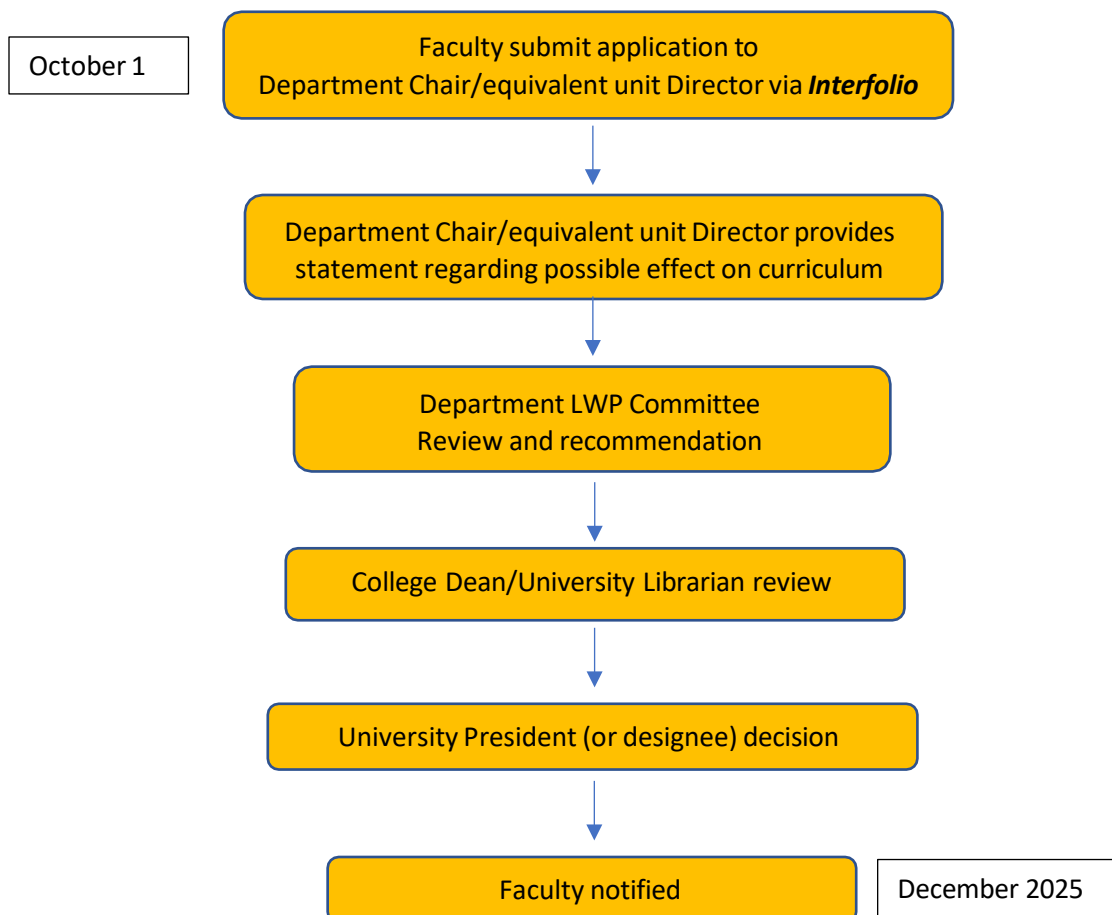 October 1
Faculty submit application to
Department Chair/equivalent unit Director via Interfolio
Department Chair/equivalent unit Director provides
statement regarding possible effect on curriculum
Department LWP Committee
Review and recommendation
College Dean/University Librarian review
University President (or designee) decision
Faculty notified
December 2025